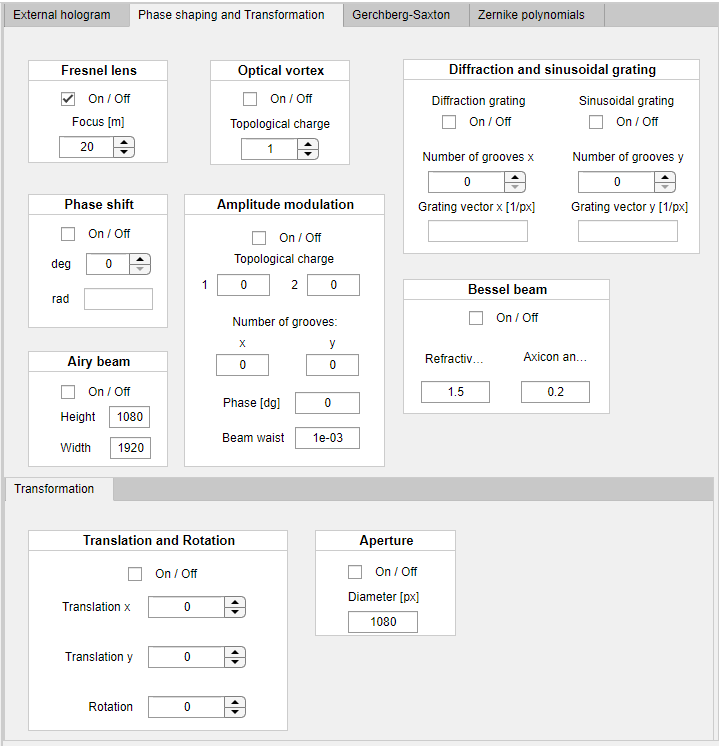 External hologram
Phase shaping and Transformation
Gerchberg-Saxton
Zernike polynomials
Fresnel lens
On / Off
Focus [m]
20
Optical vortex
On / Off
Topological charge
1
Diffraction and sinusoidal grating
Diffraction grating
On / Off
Sinusoidal grating
On / Off
Number of grooves x
0
Number of grooves y
0
Grating vector x [1/px]
Grating vector y [1/px]
Phase shift
On / Off
deg 0
rad
Amplitude modulation
On / Off
Topological charge
1 0 2 0
Number of grooves:
x y
0 0
Phase [dg] 0
Beam waist 1e-03
Bessel beam
On / Off
Refractiv... Axicon an...
1.5 0.2
Airy beam
On / Off
Height 1080
Width 1920
Transformation
Translation and Rotation
On / Off
Translation x 0
Translation y 0
Rotation 0
Aperture
On / Off
Diameter [px]
1080